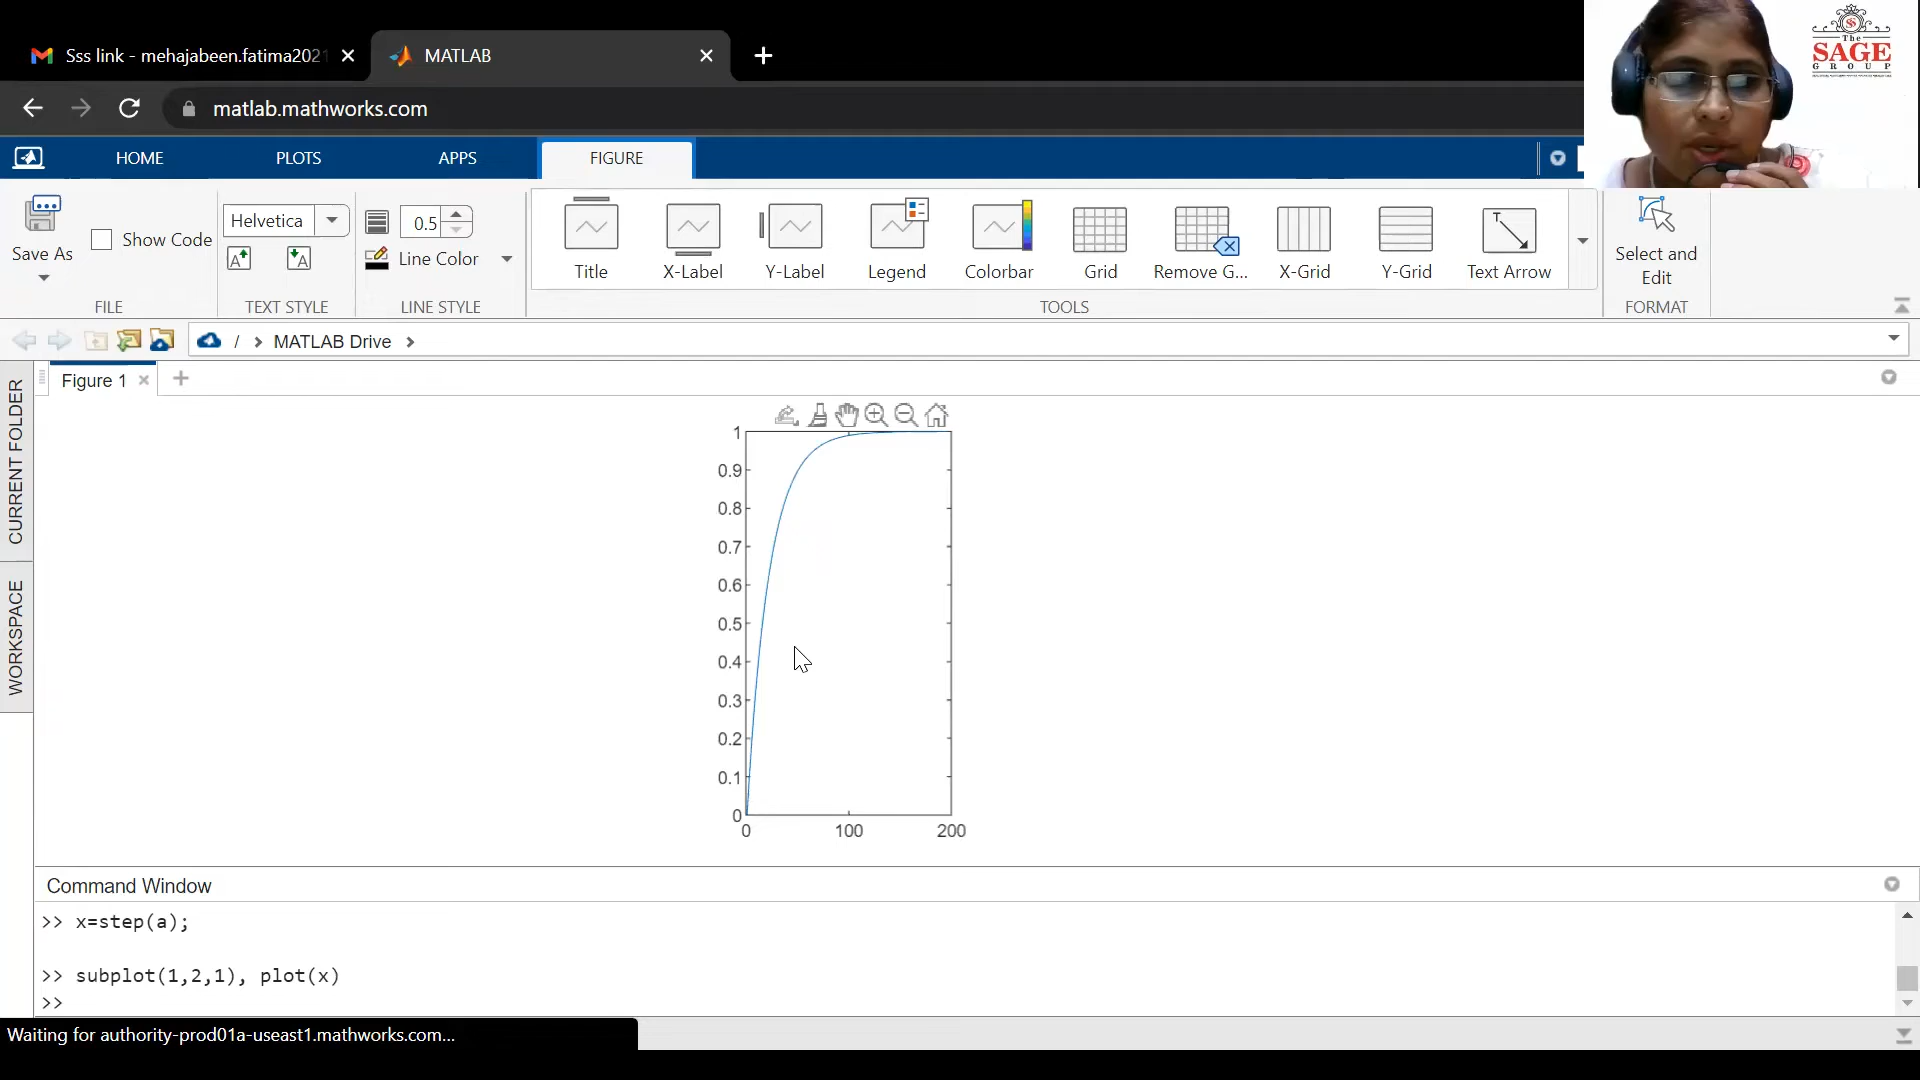 Sss link - mehajabeen.fatima2021
MATLAB
The
SAGE
GROUP
matlab.mathworks.com
HOME
PLOTS
APPS
FIGURE
Save As
Show Code
Helvetica
0.5
Line Color
Title
X-Label
Y-Label
Legend
Colorbar
Grid
Remove G...
X-Grid
Y-Grid
Text Arrow
Select and
Edit
FILE
TEXT STYLE
LINE STYLE
TOOLS
FORMAT
/
MATLAB Drive
CURRENT FOLDER
WORKSPACE
Figure 1
1
0.9
0.8
0.7
0.6
0.5
0.4
0.3
0.2
0.1
0
0 100 200
Command Window
>> x=step(a);
>> subplot(1,2,1), plot(x)
>>
Waiting for authority-prod01a-useast1.mathworks.com...